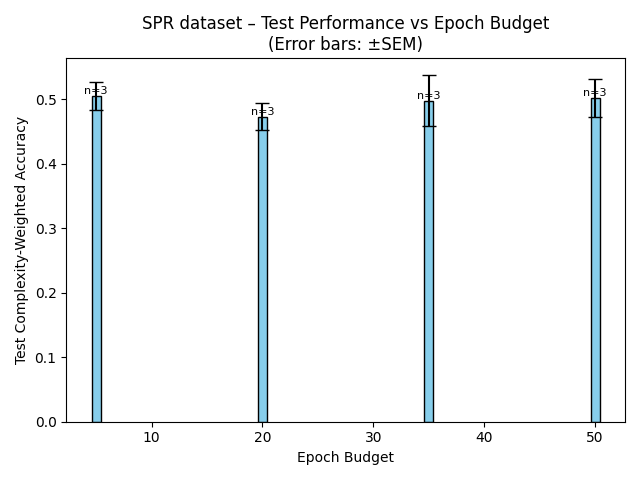 SPR dataset – Test Performance vs Epoch Budget
(Error bars: ±SEM)
Test Complexity-Weighted Accuracy
0.5
0.4
0.3
0.2
0.1
0.0
n=3
n=3
n=3
n=3
10
20
30
40
50
Epoch Budget